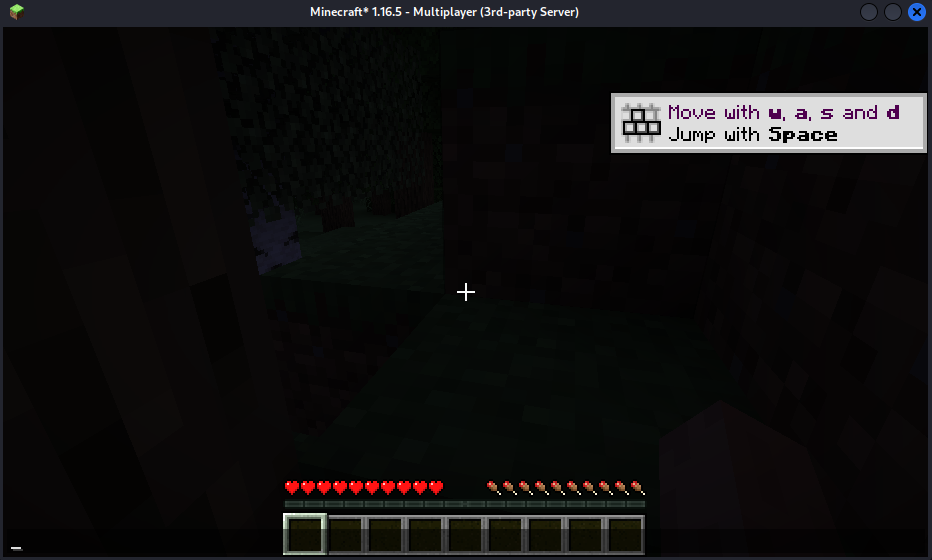 Minecraft* 1.16.5 - Multiplayer (3rd-party Server)
Move with w, a, s and d
Jump with Space
_